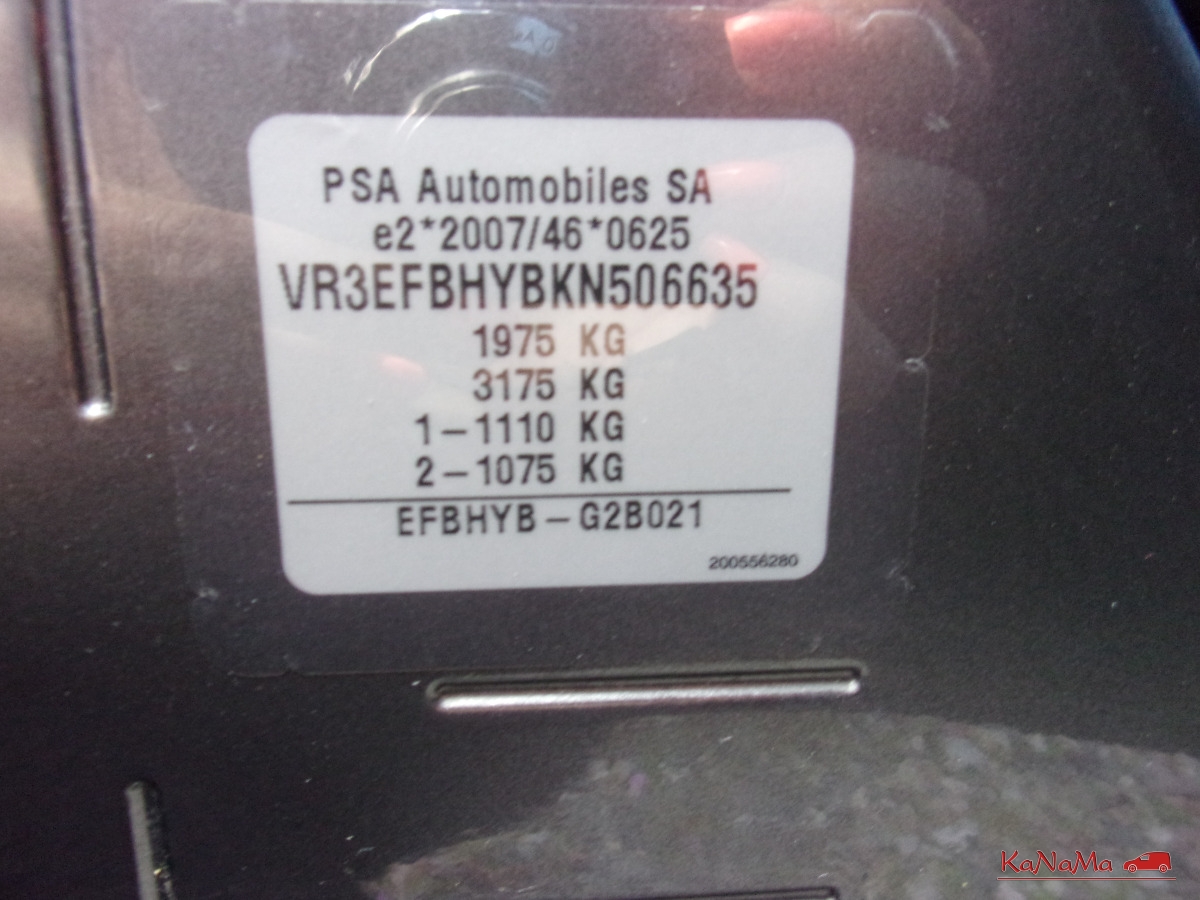 PSA Automobiles SA
e2*2007/46*0625
VR3EFBHYBKN506635
1975 KG
3175 KG
1-1110 KG
2-1075 KG
EFBHYB-G2B021
200556280
KaNaMa